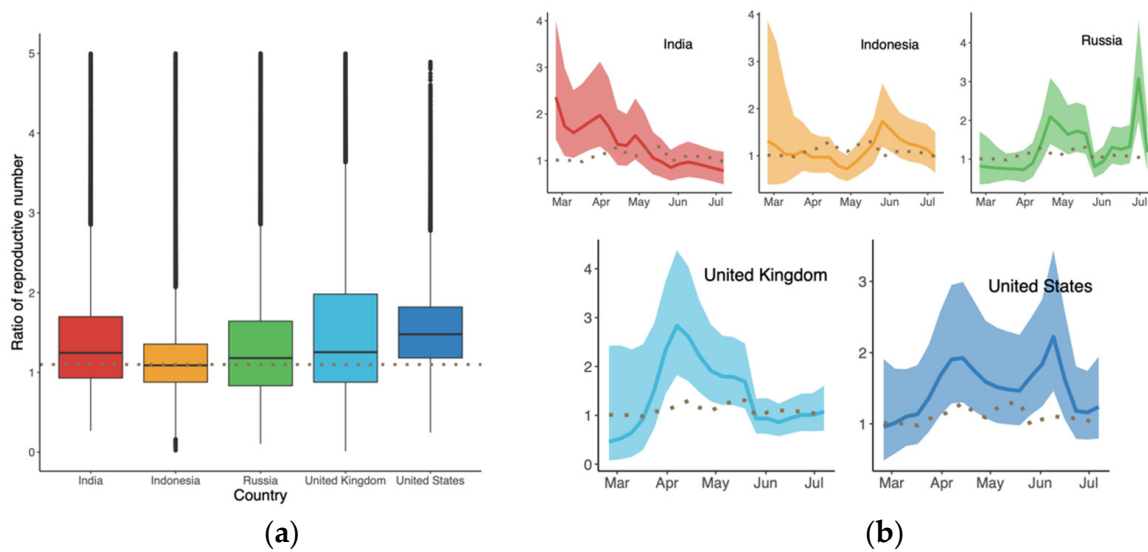 Ratio of reproductive number
5
4
3
2
1
0
India
Indonesia
Russia
United Kingdom
United States
Country
(a)
India
4
3
2
1
Mar
Apr
May
Jun
Jul
Indonesia
4
3
2
1
0
Mar
Apr
May
Jun
Jul
Russia
4
3
2
1
0
Mar
Apr
May
Jun
Jul
United Kingdom
4
3
2
1
0
Mar
Apr
May
Jun
Jul
United States
3
2
1
Mar
Apr
May
Jun
Jul
(b)